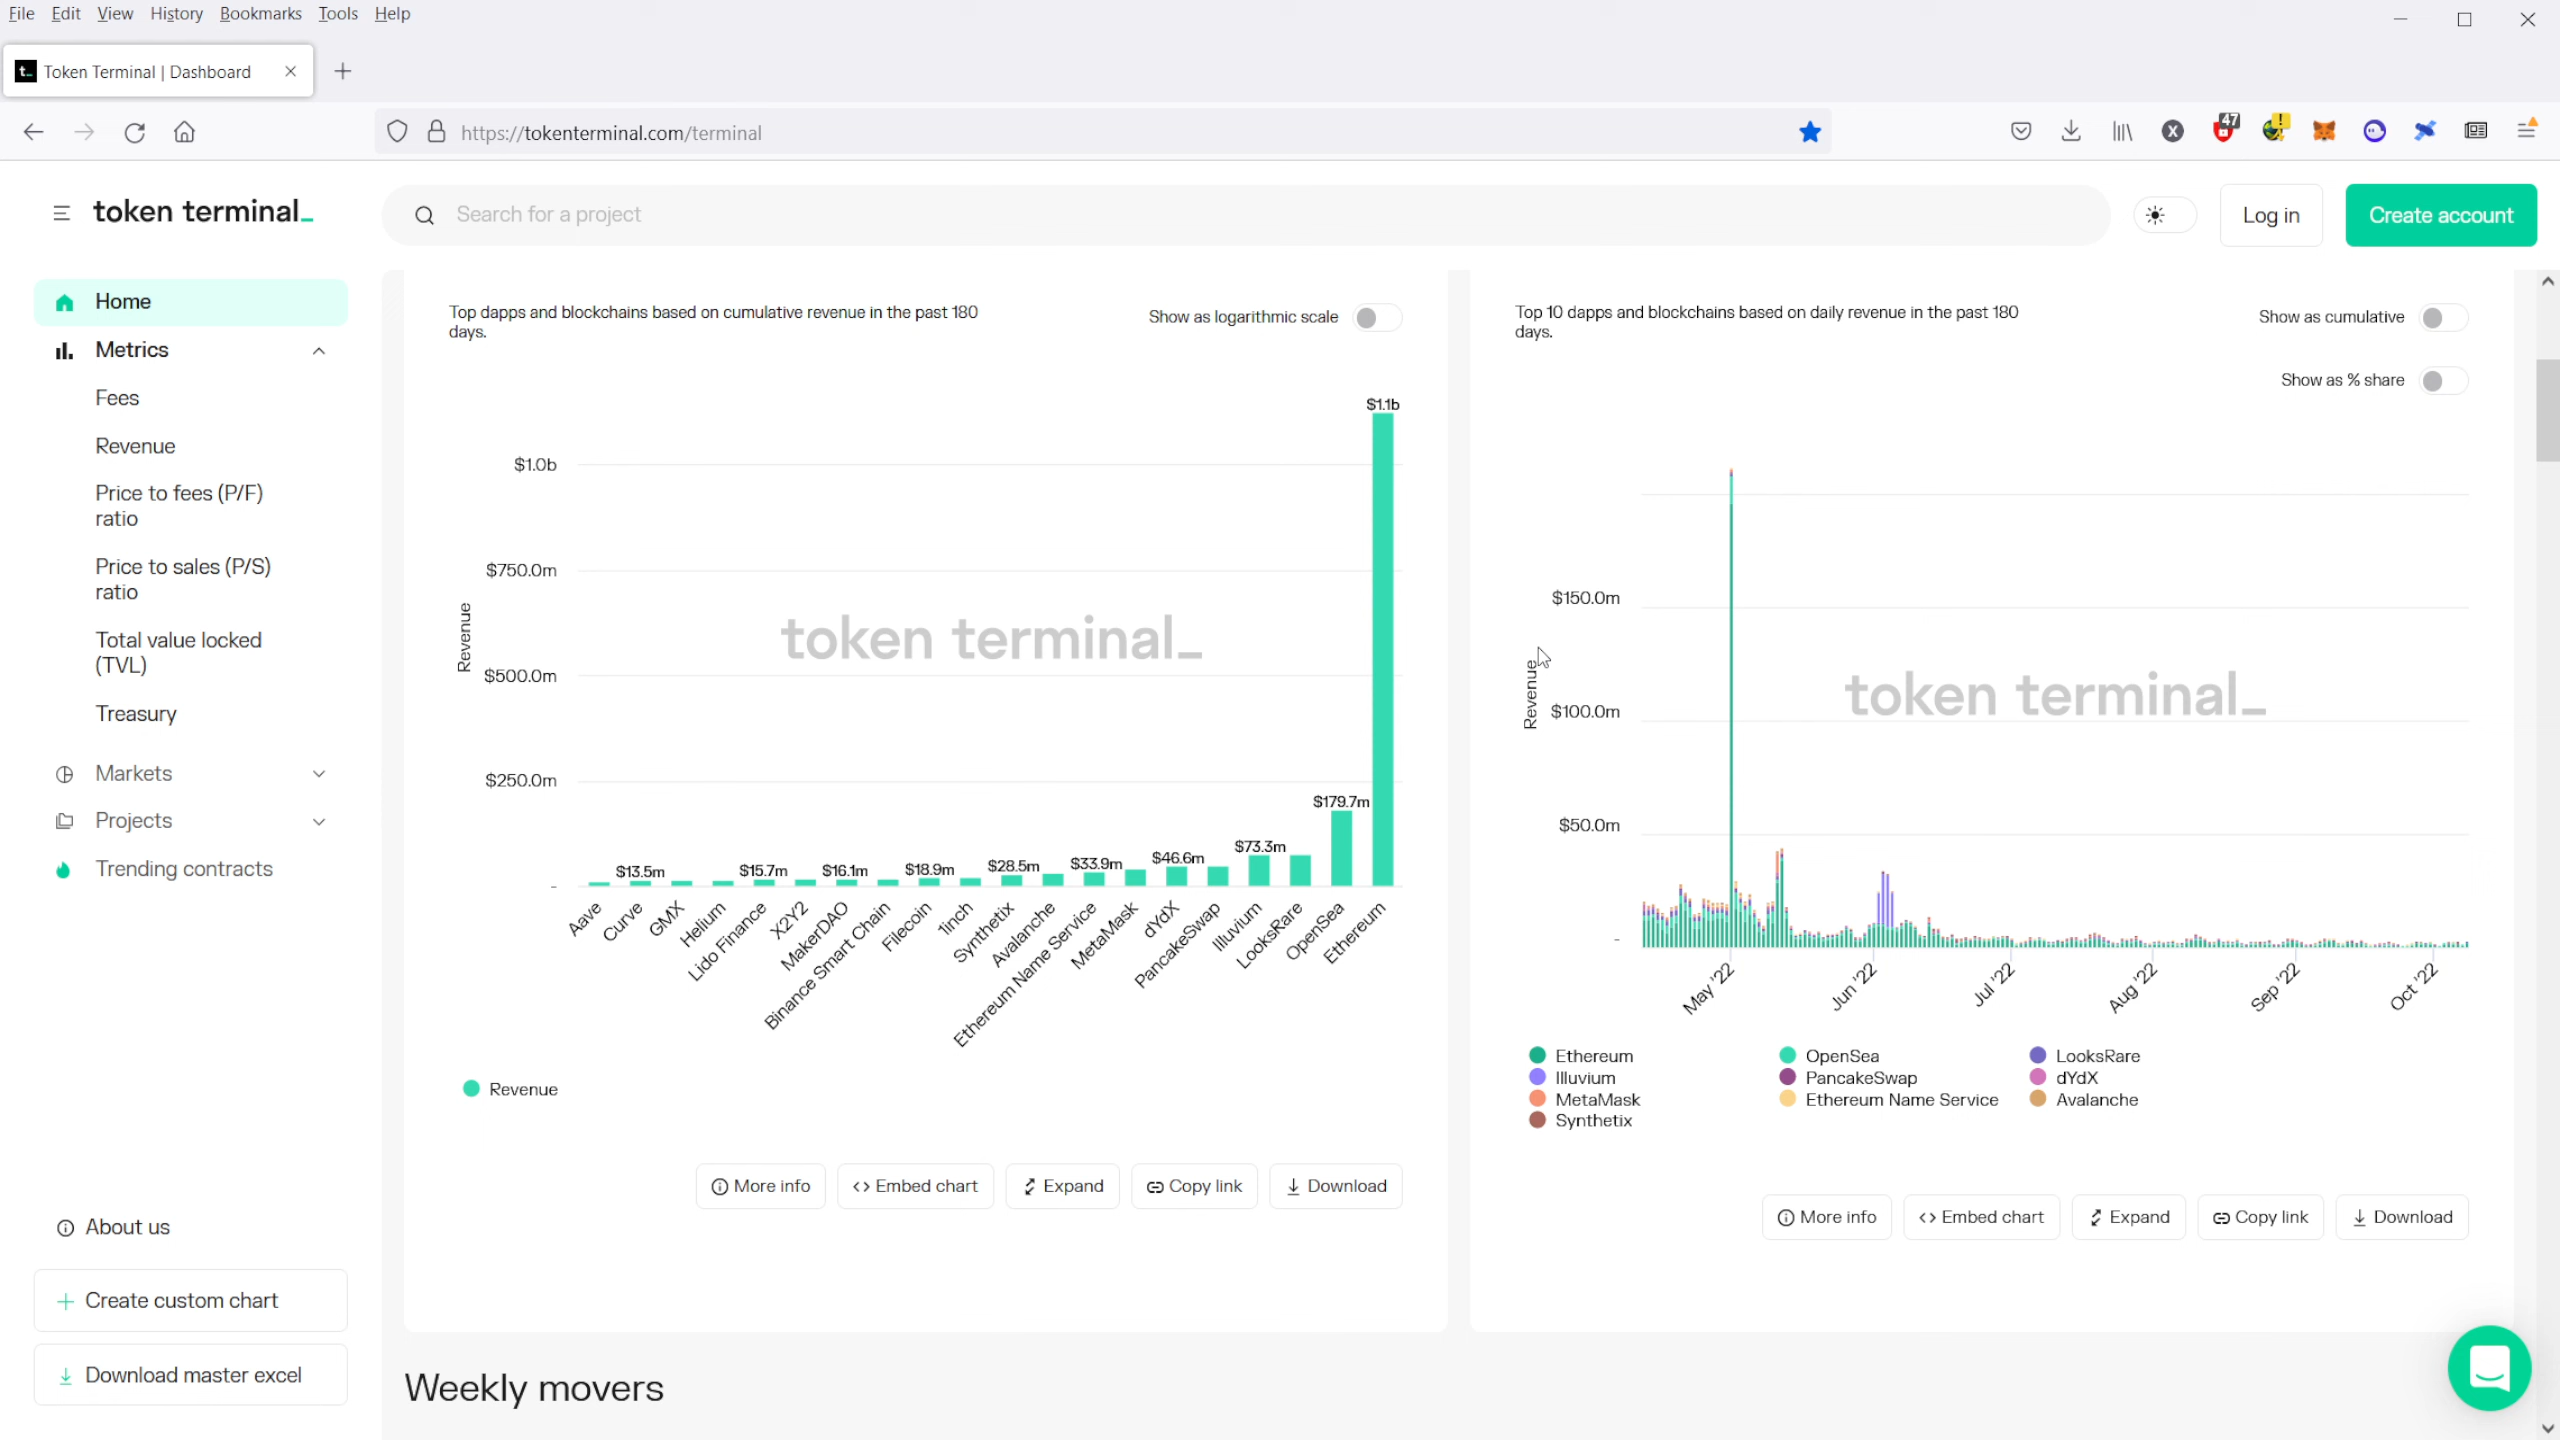 File Edit View History Bookmarks Tools Help
t_ Token Terminal | Dashboard
https://tokenterminal.com/terminal
47
token terminal_
Search for a project
Log in
Create account
Home
Metrics
Fees
Revenue
Price to fees (P/F)
ratio
Price to sales (P/S)
ratio
Total value locked
(TVL)
Treasury
Markets
Projects
Trending contracts
About us
Create custom chart
Download master excel
Top dapps and blockchains based on cumulative revenue in the past 180
days.
Show as logarithmic scale
$1.1b
$1.0b
$750.0m
$500.0m
$250.0m
-
Revenue
token terminal_
$13.5m
$15.7m
$16.1m
$18.9m
$28.5m
$33.9m
$46.6m
$73.3m
$179.7m
Aave
Curve
GMX
Helium
Lido Finance
X2Y2
MakerDAO
Binance Smart Chain
Filecoin
1inch
Synthetix
Avalanche
Ethereum Name Service
MetaMask
dYdX
PancakeSwap
Illuvium
LooksRare
OpenSea
Ethereum
Revenue
More info
<> Embed chart
Expand
Copy link
Download
Top 10 dapps and blockchains based on daily revenue in the past 180
days.
Show as cumulative
Show as % share
$150.0m
$100.0m
$50.0m
-
Revenue
token terminal_
May '22
Jun '22
Jul '22
Aug '22
Sep '22
Oct '22
Ethereum
OpenSea
LooksRare
Illuvium
PancakeSwap
dYdX
MetaMask
Ethereum Name Service
Avalanche
Synthetix
More info
<> Embed chart
Expand
Copy link
Download
Weekly movers